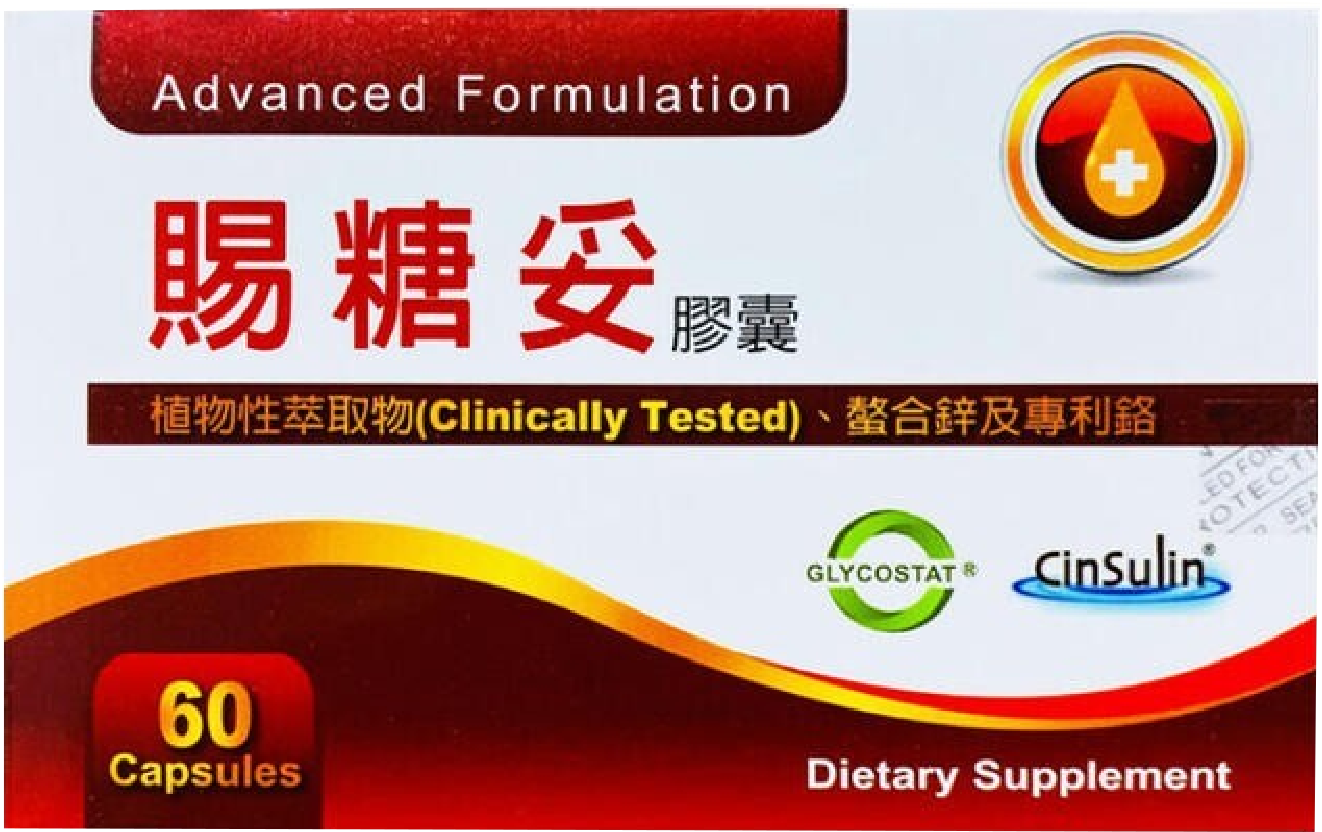 Advanced Formulation
賜糖妥膠囊
植物性萃取物(Clinically Tested)、螯合鋅及專利鉻
GLYCOSTAT®
CinSulin®
60
Capsules
Dietary Supplement